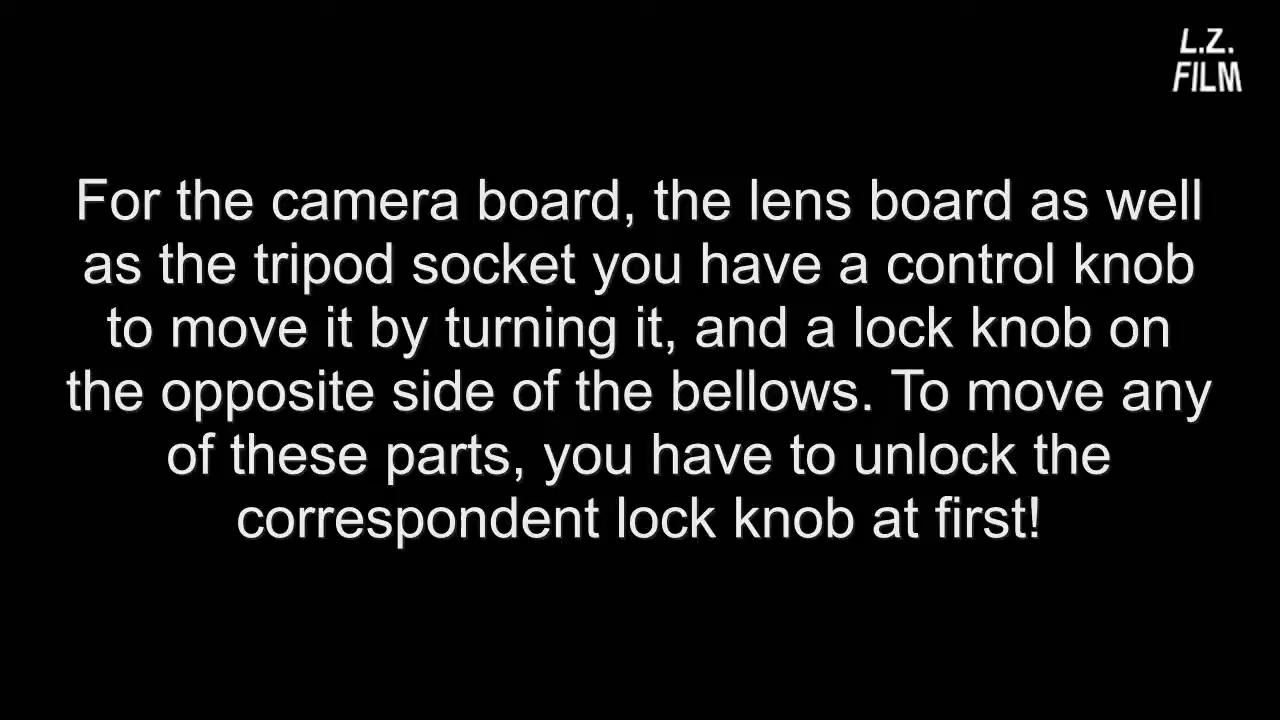 L.Z.
FILM
For the camera board, the lens board as well
as the tripod socket you have a control knob
to move it by turning it, and a lock knob on
the opposite side of the bellows. To move any
of these parts, you have to unlock the
correspondent lock knob at first!